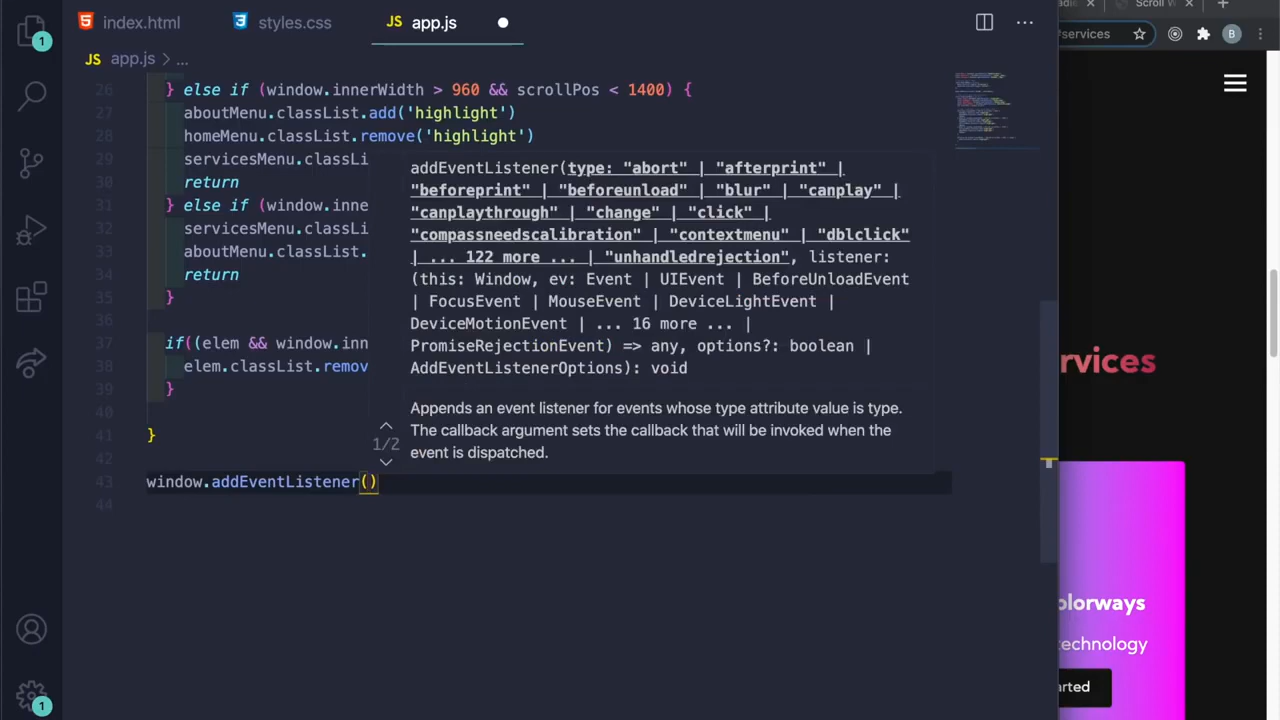 index.html
styles.css
JS app.js
Scroll W
#services
B
1
JS app.js > ...
26 } else if (window.innerWidth > 960 && scrollPos < 1400) {
27 aboutMenu.classList.add('highlight')
28 homeMenu.classList.remove('highlight')
29 servicesMenu.classLi
30 return
31 } else if (window.inne
32 servicesMenu.classLi
33 aboutMenu.classList.
34 return
35 }
36
37 if((elem && window.inn
38 elem.classList.remov
39 }
40
41 }
42
43 window.addEventListener()
44
addEventListener(type: "abort" | "afterprint" |
"beforeprint" | "beforeunload" | "blur" | "canplay" |
"canplaythrough" | "change" | "click" |
"compassneedscalibration" | "contextmenu" | "dblclick"
| ... 122 more ... | "unhandledrejection", listener:
(this: Window, ev: Event | UIEvent | BeforeUnloadEvent
| FocusEvent | MouseEvent | DeviceLightEvent |
DeviceMotionEvent | ... 16 more ... |
PromiseRejectionEvent) => any, options?: boolean |
AddEventListenerOptions): void
Appends an event listener for events whose type attribute value is type.
The callback argument sets the callback that will be invoked when the
event is dispatched.
1/2
rvices
olorways
technology
arted
1